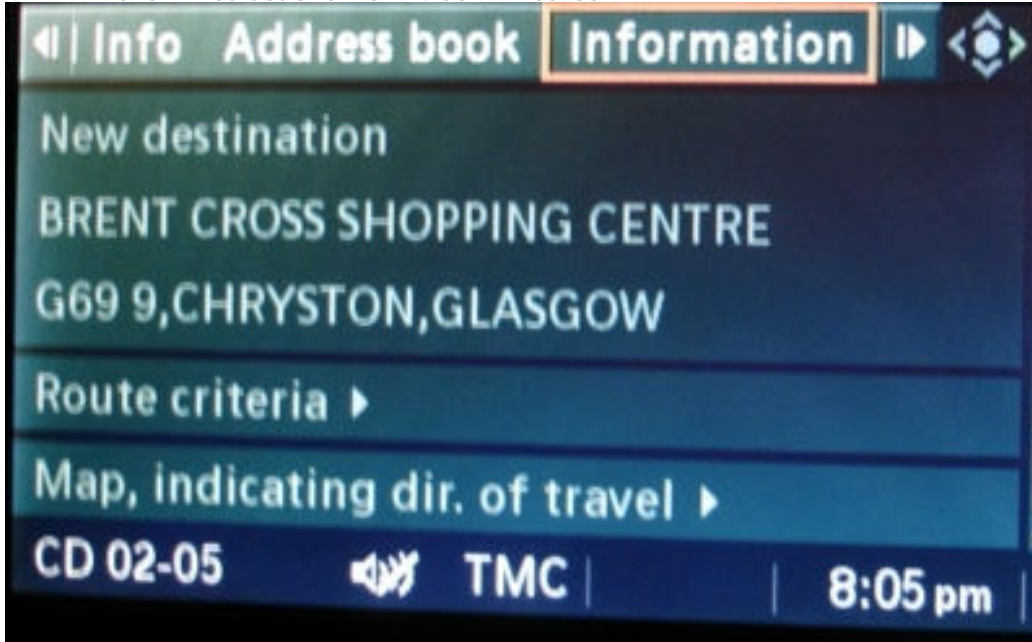 Info Address book Information
New destination
BRENT CROSS SHOPPING CENTRE
G69 9,CHRYSTON,GLASGOW
Route criteria
Map, indicating dir. of travel
CD 02-05 TMC 8:05 pm